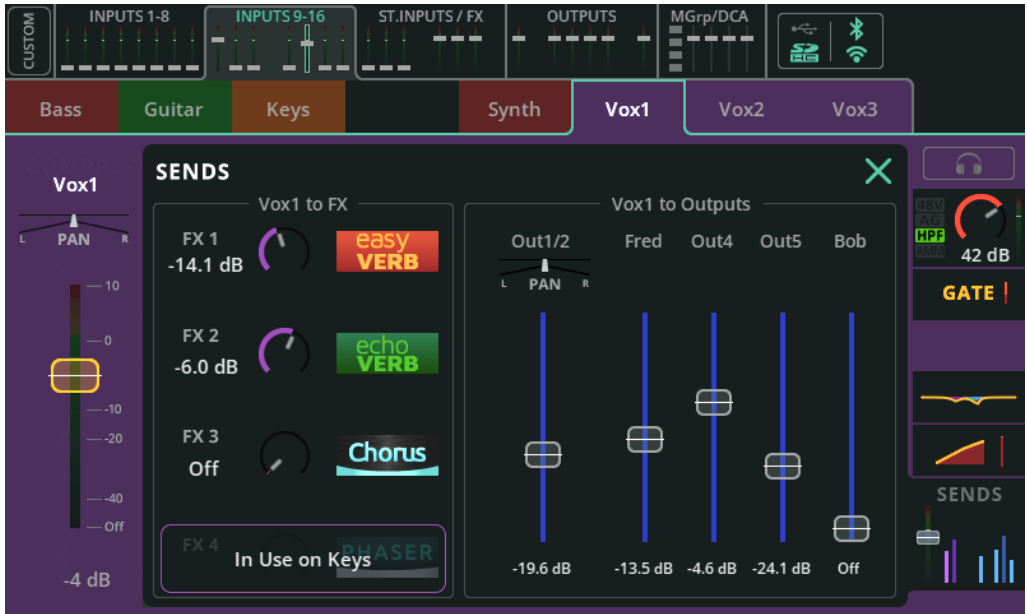 CUSTOM
INPUTS 1-8
INPUTS 9-16
ST.INPUTS / FX
OUTPUTS
MGrp/DCA
Bass
Guitar
Keys
Synth
Vox1
Vox2
Vox3
Vox1
L PAN R
10
0
-10
-20
-40
Off
-4 dB
SENDS
Vox1 to FX
FX 1
-14.1 dB
easy
VERB
FX 2
-6.0 dB
echo
VERB
FX 3
Off
Chorus
FX 4
PHASER
In Use on Keys
Vox1 to Outputs
Out1/2 Fred Out4 Out5 Bob
L PAN R
-19.6 dB -13.5 dB -4.6 dB -24.1 dB Off
48V
AG
HPF
AMM
42 dB
GATE
SENDS